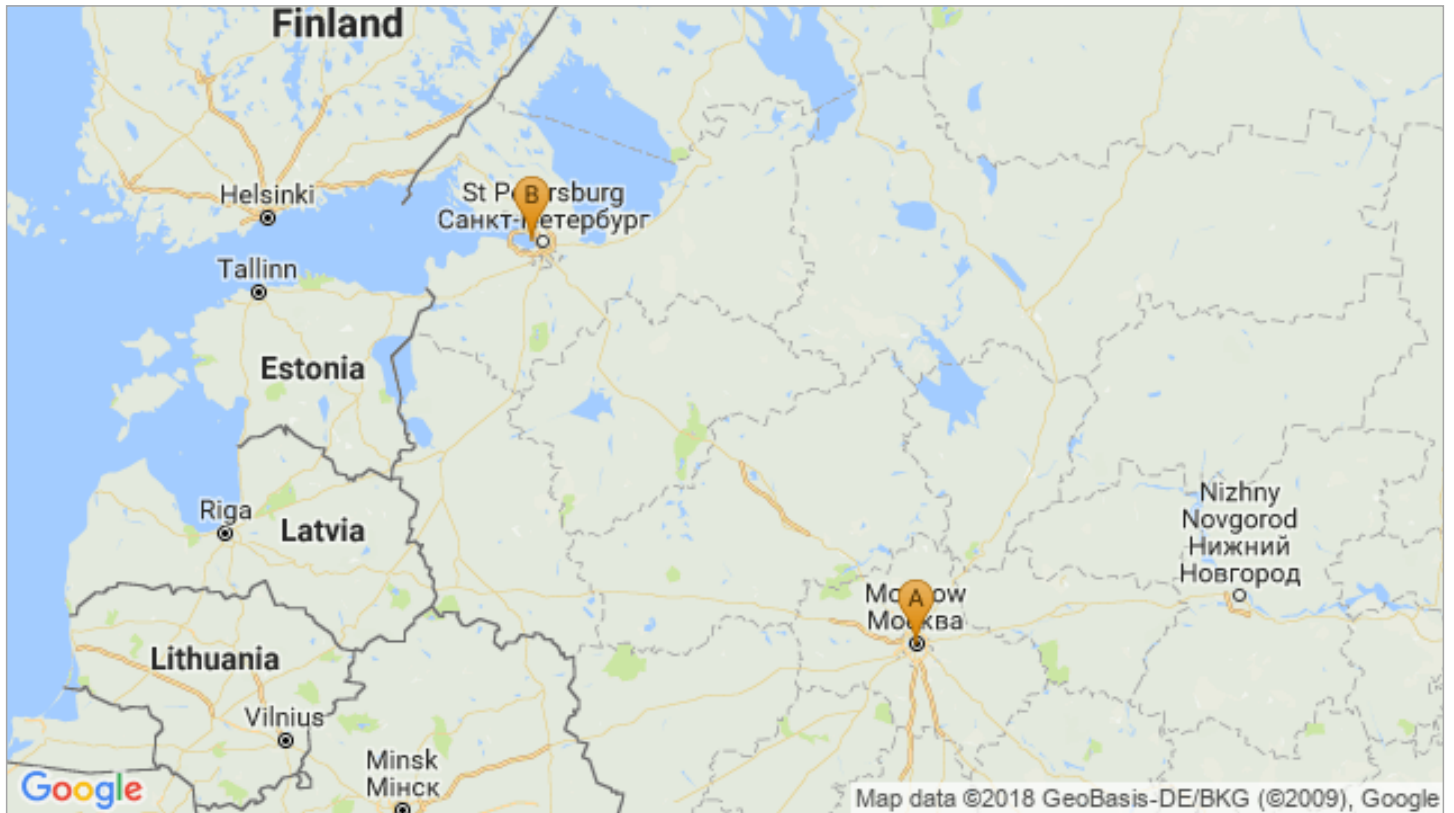 Finland
Helsinki
St Petersburg
B
Санкт-Петербург
Tallinn
Estonia
Riga
Latvia
Nizhny
Novgorod
Нижний
Новгород
Moscow
A
Москва
Lithuania
Vilnius
Minsk
Мінск
Google
Map data ©2018 GeoBasis-DE/BKG (©2009), Google